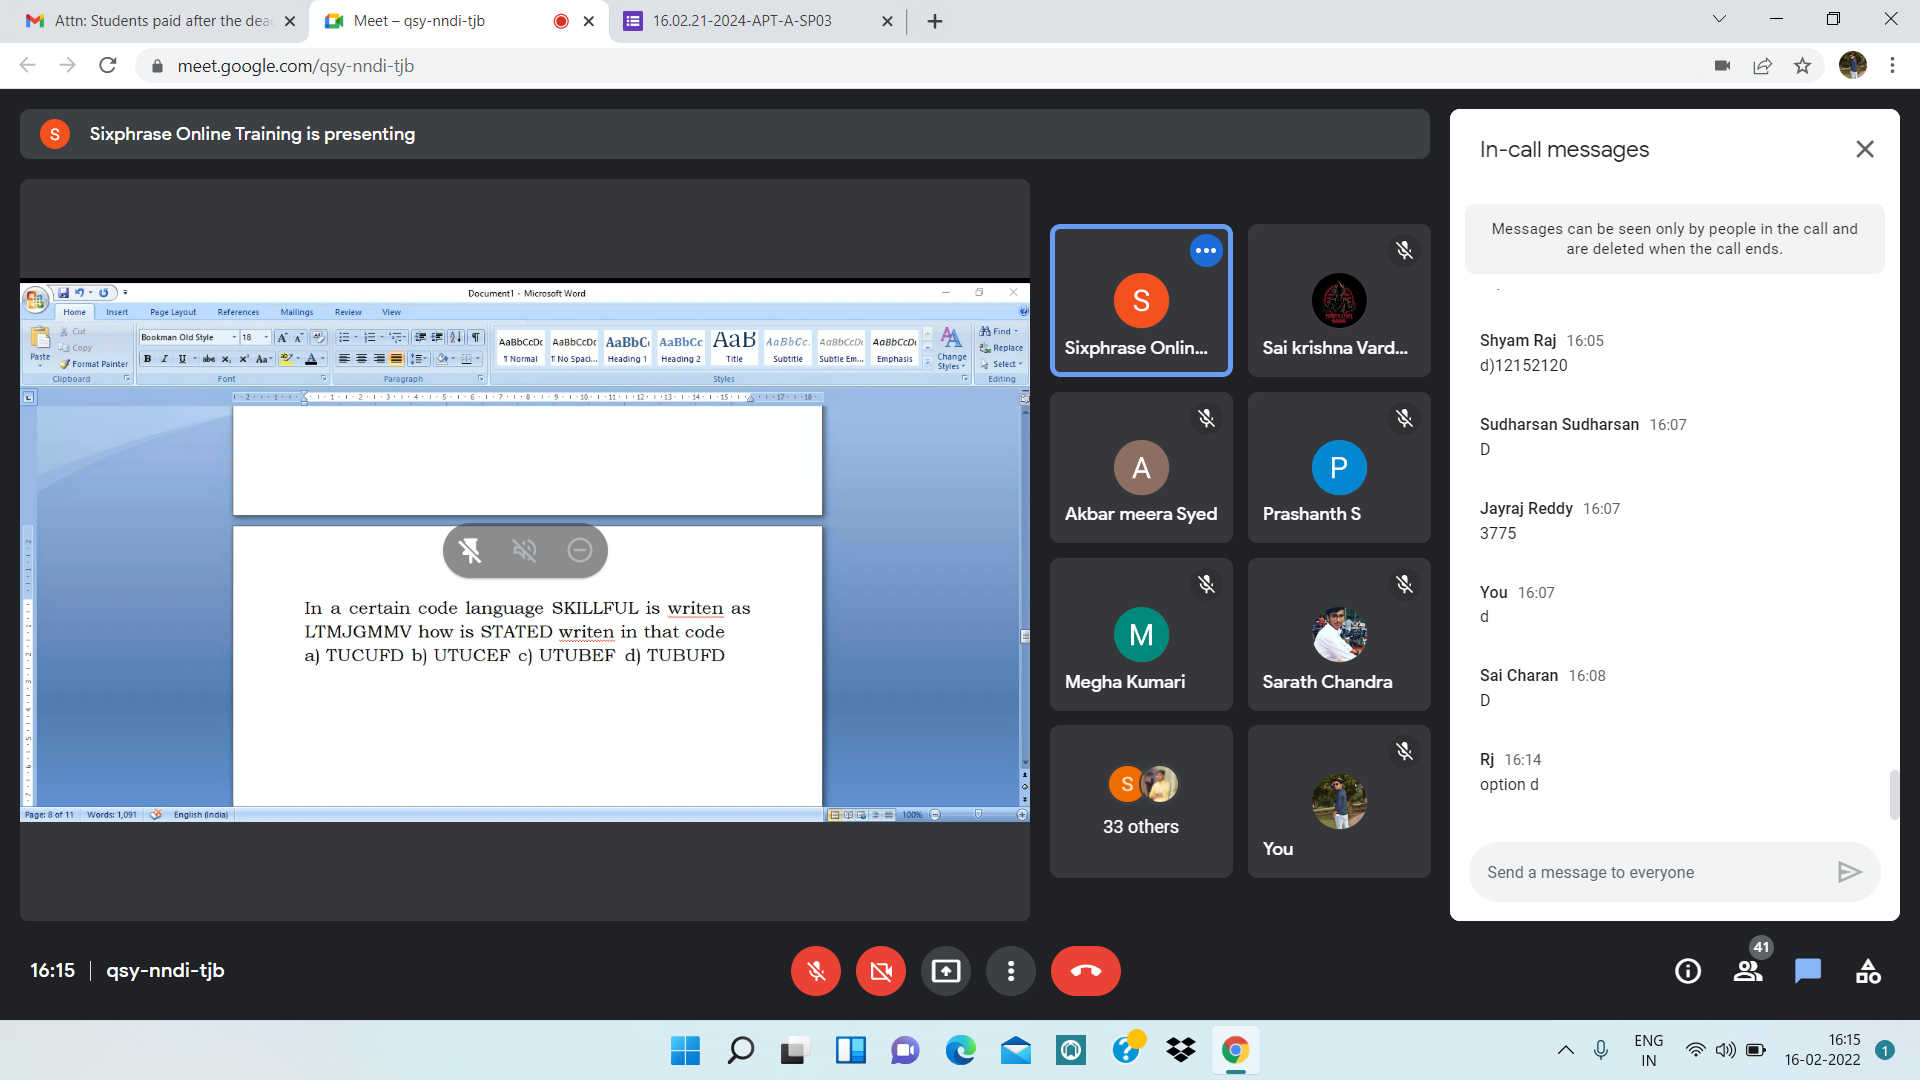 Attn: Students paid after the dea
Meet – qsy-nndi-tjb
16.02.21-2024-APT-A-SP03
meet.google.com/qsy-nndi-tjb
S
Sixphrase Online Training is presenting
Document1 - Microsoft Word
Home Insert Page Layout References Mailings Review View
Cut
Copy
Format Painter
Paste
Clipboard
Bookman Old Style 18
Font
Paragraph
AaBbCcDc AaBbCcDc AaBbC AaBbCc AaB AaBbCc. AaBbCcDc AaBbCcDc
¶ Normal ¶ No Spaci... Heading 1 Heading 2 Title Subtitle Subtle Em... Emphasis
Change Styles
Styles
Find
Replace
Select
Editing
In a certain code language SKILLFUL is writen as
LTMJGMMV how is STATED writen in that code
a) TUCUFD b) UTUCEF c) UTUBEF d) TUBUFD
Page: 8 of 11 Words: 1,091 English (India) 100%
S
Sixphrase Onlin...
Sai krishna Vard...
A
Akbar meera Syed
P
Prashanth S
M
Megha Kumari
Sarath Chandra
S
33 others
You
In-call messages
Messages can be seen only by people in the call and
are deleted when the call ends.
Shyam Raj 16:05
d)12152120
Sudharsan Sudharsan 16:07
D
Jayraj Reddy 16:07
3775
You 16:07
d
Sai Charan 16:08
D
Rj 16:14
option d
Send a message to everyone
16:15 qsy-nndi-tjb
41
ENG
IN
16:15
16-02-2022
1